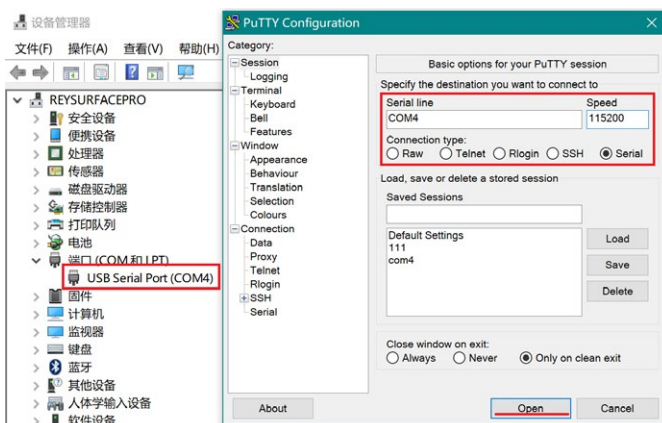 设备管理器
文件(F) 操作(A) 查看(V) 帮助(H)
REYSURFACEPRO
安全设备
便携设备
处理器
传感器
磁盘驱动器
存储控制器
打印队列
电池
端口 (COM 和 LPT)
USB Serial Port (COM4)
固件
计算机
监视器
键盘
蓝牙
其他设备
人体学输入设备
软件设备
PuTTY Configuration
Category:
Session
Logging
Terminal
Keyboard
Bell
Features
Window
Appearance
Behaviour
Translation
Selection
Colours
Connection
Data
Proxy
Telnet
Rlogin
SSH
Serial
Basic options for your PuTTY session
Specify the destination you want to connect to
Serial line Speed
COM4 115200
Connection type:
Raw Telnet Rlogin SSH Serial
Load, save or delete a stored session
Saved Sessions
Default Settings
111
com4
Load
Save
Delete
Close window on exit:
Always Never Only on clean exit
About Open Cancel